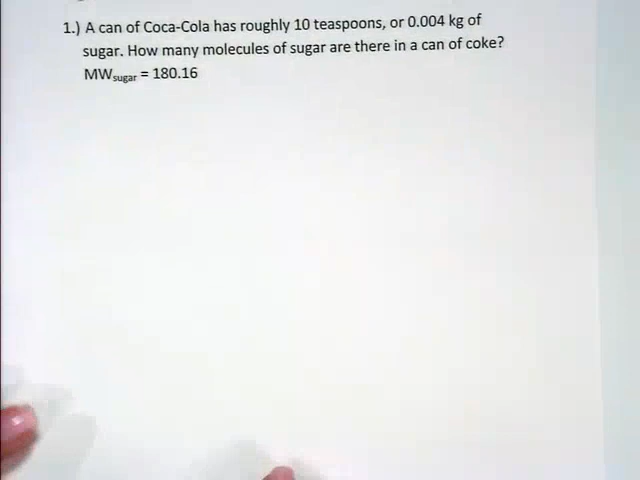 1.) A can of Coca-Cola has roughly 10 teaspoons, or 0.004 kg of
sugar. How many molecules of sugar are there in a can of coke?
MWsugar = 180.16